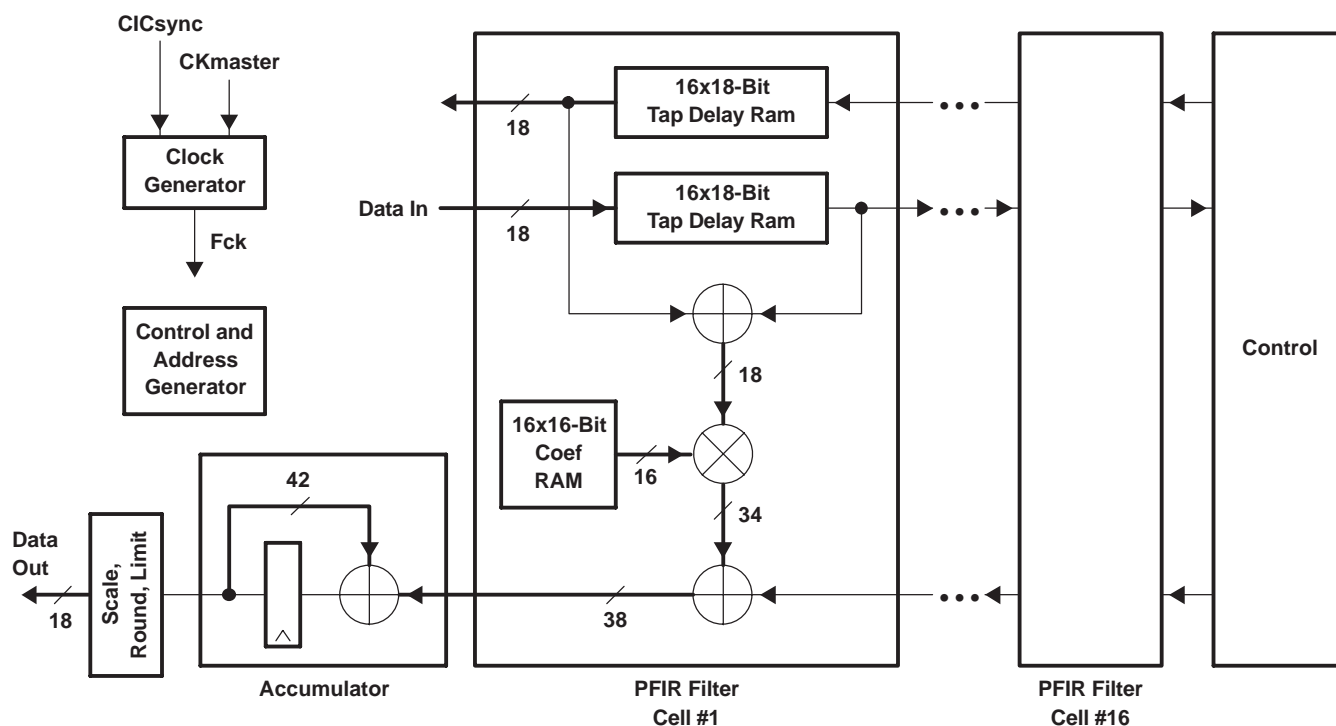 CICsync
CKmaster
Clock
Generator
Fck
Control and
Address
Generator
16x18-Bit
Tap Delay Ram
18
Data In
18
16x18-Bit
Tap Delay Ram
18
16x16-Bit
Coef
RAM
16
34
38
42
Data
Out
18
Scale,
Round, Limit
Accumulator
PFIR Filter
Cell #1
PFIR Filter
Cell #16
Control